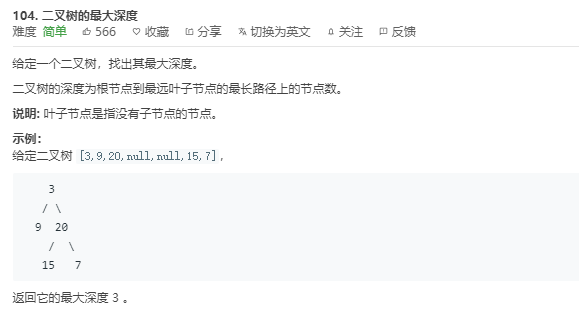 104. 二叉树的最大深度
难度 简单 566 收藏 分享 切换为英文 关注 反馈
给定一个二叉树，找出其最大深度。
二叉树的深度为根节点到最远叶子节点的最长路径上的节点数。
说明: 叶子节点是指没有子节点的节点。
示例：
给定二叉树 [3,9,20,null,null,15,7]，
3
/ \
9 20
/ \
15 7
返回它的最大深度 3 。